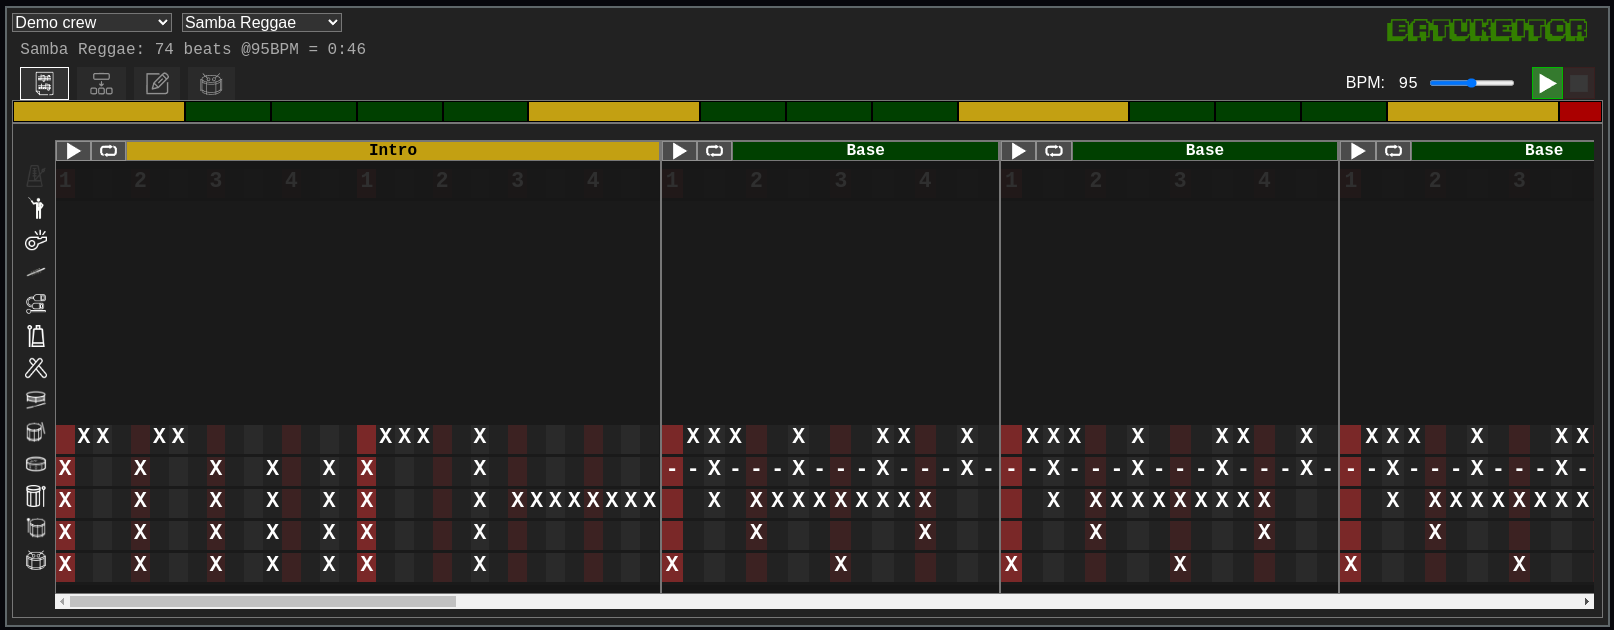 Demo crew Samba Reggae BATUKEITOR
Samba Reggae: 74 beats @95BPM = 0:46
BPM: 95
Intro Base Base Base
1 2 3 4 1 2 3 4 1 2 3 4 1 2 3 4 1 2 3
X X X X X X X X X X X X X X X X X X X X X X X X X X X
X X X X X X X - - X - - - X - - - X - - - X - - - X - - - X - - - X - - - X - - - X - - - X - - - X -
X X X X X X X X X X X X X X X X X X X X X X X X X X X X X X X X X X X X X X X X X X X X
X X X X X X X X X X X X
X X X X X X X X X X X X X